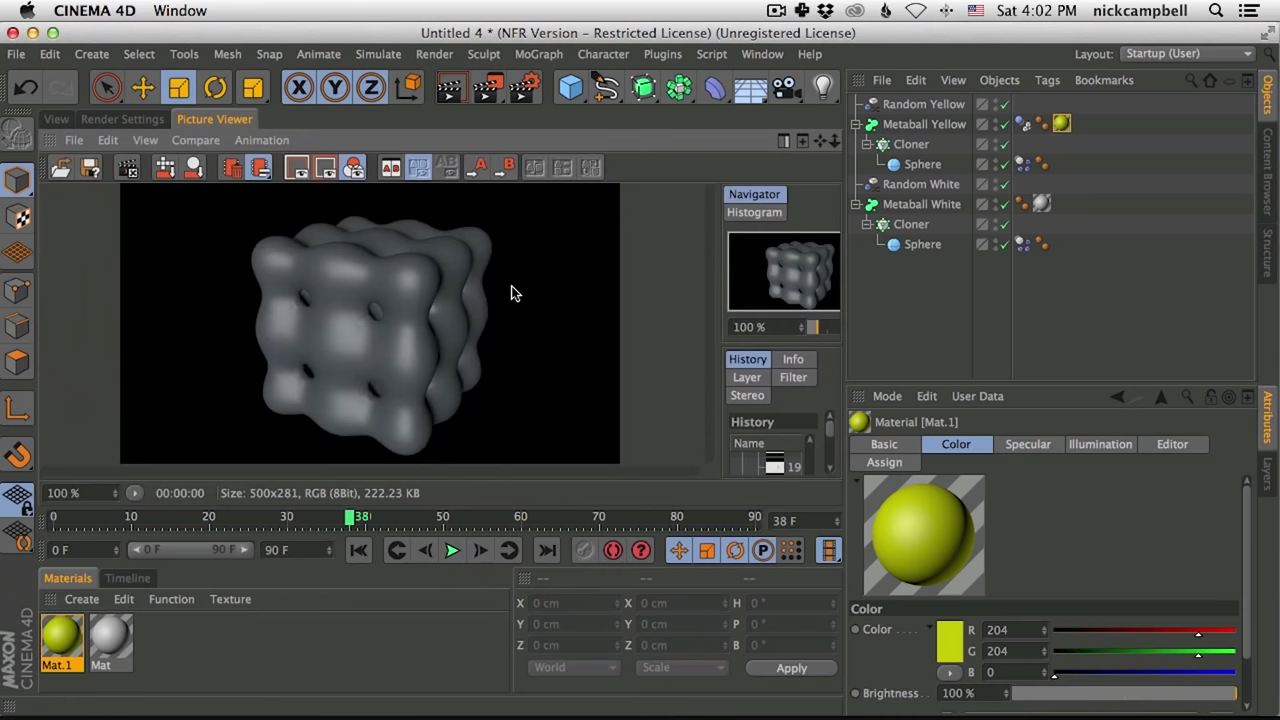 CINEMA 4D Window Sat 4:02 PM nickcampbell
Untitled 4 * (NFR Version - Restricted License) (Unregistered License)
File Edit Create Select Tools Mesh Snap Animate Simulate Render Sculpt MoGraph Character Plugins Script Window Help Layout: Startup (User)
X Y Z
File Edit View Objects Tags Bookmarks
View Render Settings Picture Viewer
File Edit View Compare Animation
AB A B
Navigator
Histogram
100 %
History Info
Layer Filter
Stereo
History
Name
19
Random Yellow
Metaball Yellow
Cloner
Sphere
Random White
Metaball White
Cloner
Sphere
Objects
Content Browser
Structure
Mode Edit User Data
Material [Mat.1]
Basic Color Specular Illumination Editor
Assign
Attributes
Layers
Color
Color . . . . R 204
G 204
B 0
Brightness . . . . 100 %
100 % 00:00:00 Size: 500x281, RGB (8Bit), 222.23 KB
0 10 20 30 38 50 60 70 80 90 38 F
0 F 0 F 90 F 90 F
P
Materials Timeline
Create Edit Function Texture
Mat.1 Mat
-- -- --
X 0 cm X 0 cm H 0 °
Y 0 cm Y 0 cm P 0 °
Z 0 cm Z 0 cm B 0 °
World Scale Apply
MAXON
CINEMA 4D